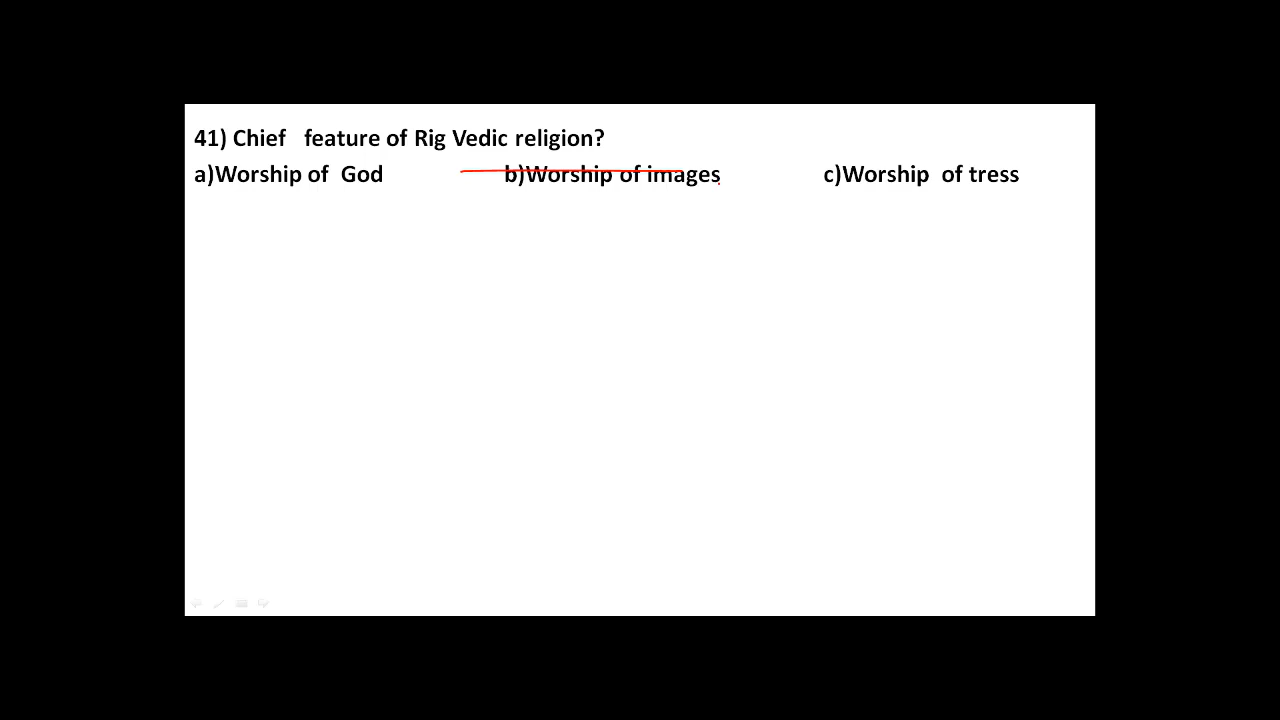 41) Chief feature of Rig Vedic religion?
a)Worship of God b)Worship of images c)Worship of tress